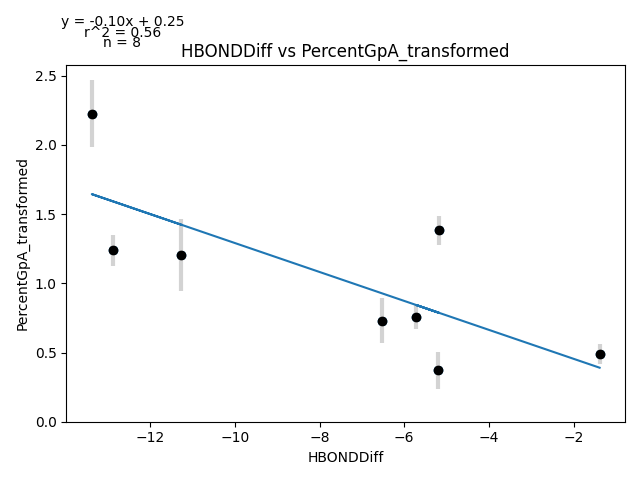 y = -0.10x + 0.25
r^2 = 0.56
n = 8
HBONDDiff vs PercentGpA_transformed
PercentGpA_transformed
2.5
2.0
1.5
1.0
0.5
0.0
−12
−10
−8
−6
−4
−2
HBONDDiff